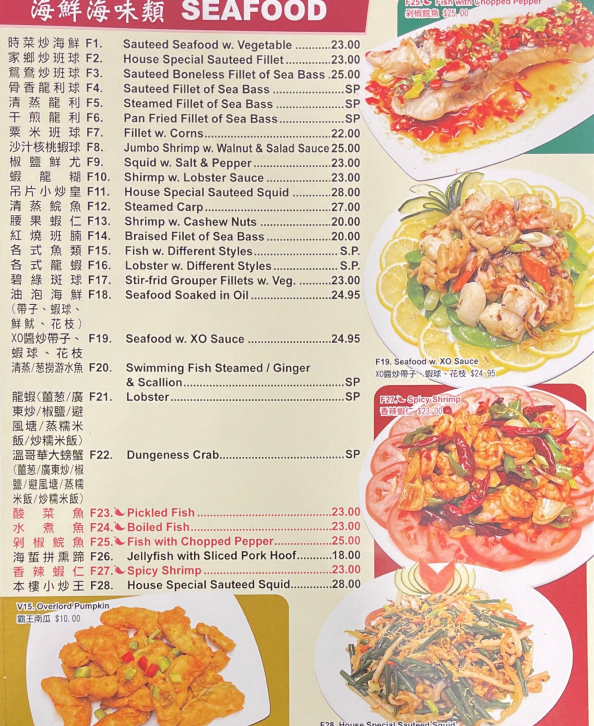 海鮮海味類 SEAFOOD
F25. Fish with Chopped Pepper
剁椒鯇魚 $25.00
時菜炒海鮮 F1. Sauteed Seafood w. Vegetable ..........23.00
家鄉炒班球 F2. House Special Sauteed Fillet ............23.00
鴛鴦炒班球 F3. Sauteed Boneless Fillet of Sea Bass .25.00
骨香龍利球 F4. Sauteed Fillet of Sea Bass ................SP
清蒸龍利 F5. Steamed Fillet of Sea Bass ..............SP
干煎龍利 F6. Pan Fried Fillet of Sea Bass ............SP
粟米班球 F7. Fillet w. Corns..............................22.00
沙汁核桃蝦球 F8. Jumbo Shrimp w. Walnut & Salad Sauce 25.00
椒鹽鮮尤 F9. Squid w. Salt & Pepper...................23.00
蝦龍糊 F10. Shirmp w. Lobster Sauce ................23.00
吊片小炒皇 F11. House Special Sauteed Squid ..........28.00
清蒸鯇魚 F12. Steamed Carp ..............................27.00
腰果蝦仁 F13. Shrimp w. Cashew Nuts .................20.00
紅燒班腩 F14. Braised Filet of Sea Bass................20.00
各式魚類 F15. Fish w. Different Styles...................S.P.
各式龍蝦 F16. Lobster w. Different Styles................S.P.
碧綠斑球 F17. Stir-frid Grouper Fillets w. Veg. .........23.00
油泡海鮮 F18. Seafood Soaked in Oil.....................24.95
(帶子、蝦球、
鮮魷、花枝)
XO醬炒帶子、 F19. Seafood w. XO Sauce .....................24.95
蝦球、花枝
清蒸/葱撈游水魚 F20. Swimming Fish Steamed / Ginger
& Scallion.......................................SP
龍蝦(薑葱/廣 F21. Lobster...........................................SP
東炒/椒鹽/避
風塘/蒸糯米
飯/炒糯米飯)
溫哥華大螃蟹 F22. Dungeness Crab.............................SP
(薑葱/廣東炒/椒
鹽/避風塘/蒸糯
米飯/炒糯米飯)
酸菜魚 F23. Pickled Fish ..................................23.00
水煮魚 F24. Boiled Fish...................................23.00
剁椒鯇魚 F25. Fish with Chopped Pepper.............25.00
海蜇拼熏蹄 F26. Jellyfish with Sliced Pork Hoof..........18.00
香辣蝦仁 F27. Spicy Shrimp ...............................23.00
本樓小炒王 F28. House Special Sauteed Squid...........28.00
F19. Seafood w. XO Sauce
XO醬炒帶子、蝦球、花枝 $24.95
F27. Spicy Shrimp
香辣蝦仁 $23.00
V15. Overlord Pumpkin
霸王南瓜 $10.00
F28. House Special Sauteed Squid